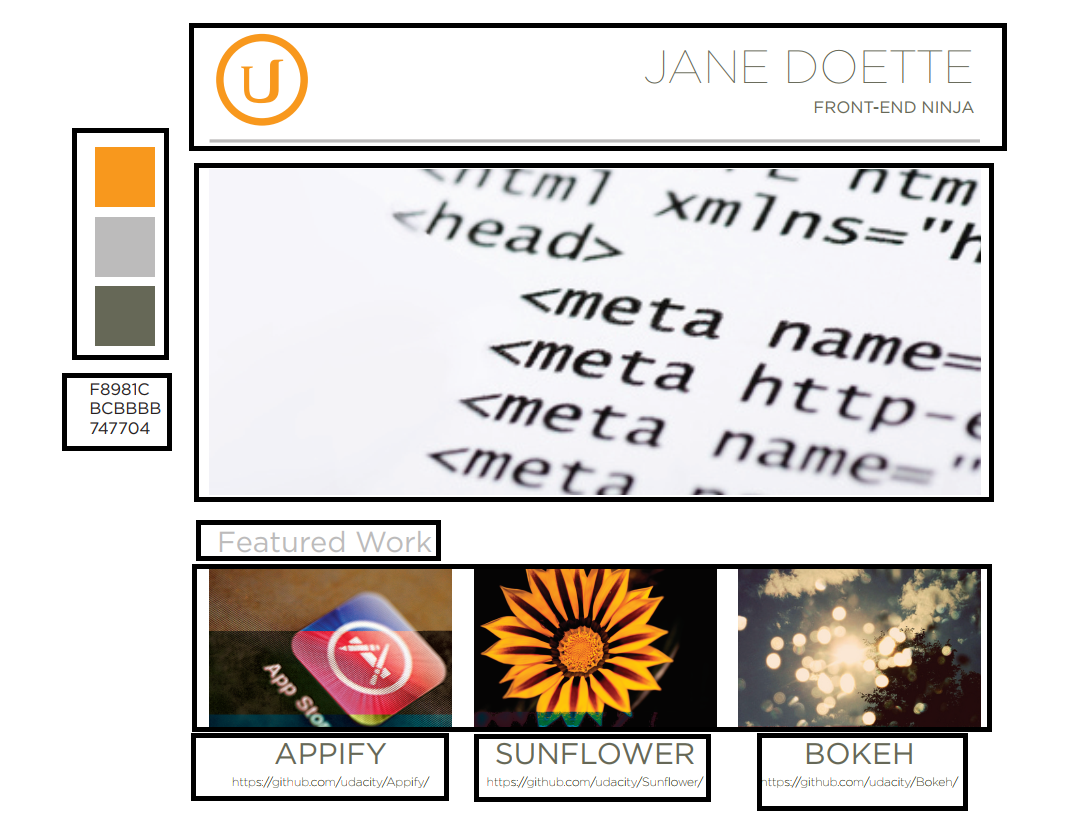 U
JANE DOETTE
FRONT-END NINJA
F8981C
BCBBBB
747704
<html
xmlns="h
htm
<head>
<meta name=
<meta http-e
<meta name="
<meta
Featured Work
App Stor
APPIFY
https://github.com/udacity/Appify/
SUNFLOWER
https://github.com/udacity/Sunflower/
BOKEH
https://github.com/udacity/Bokeh/